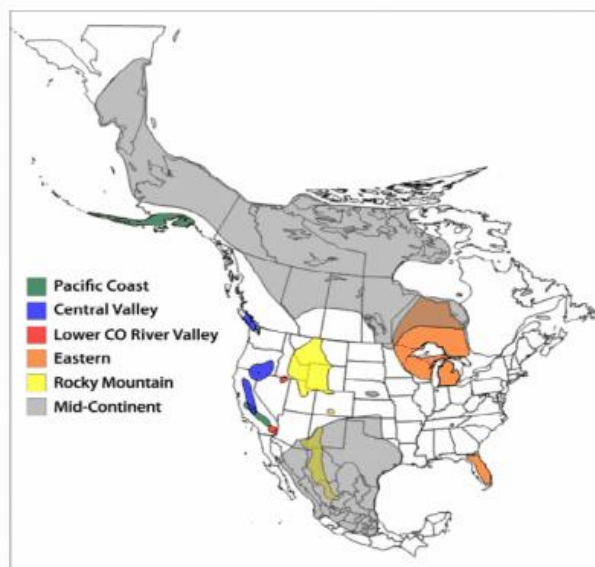 Pacific Coast
Central Valley
Lower CO River Valley
Eastern
Rocky Mountain
Mid-Continent